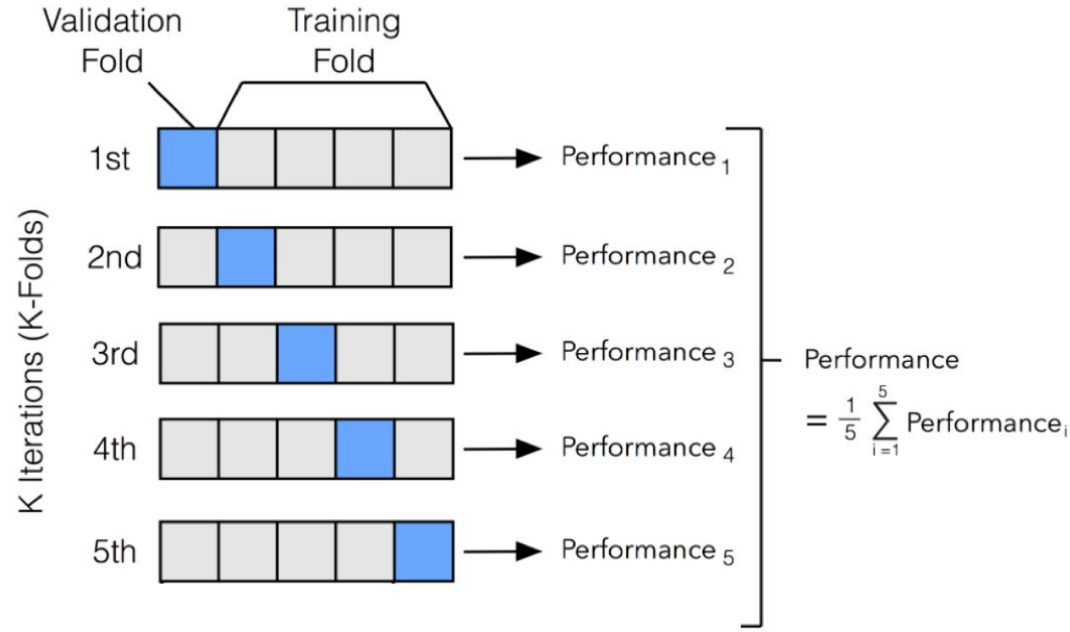 Validation
Fold
Training
Fold
K Iterations (K-Folds)
1st
Performance 1
2nd
Performance 2
3rd
Performance 3
4th
Performance 4
5th
Performance 5
Performance
= 1/5 5∑i=1 Performance i